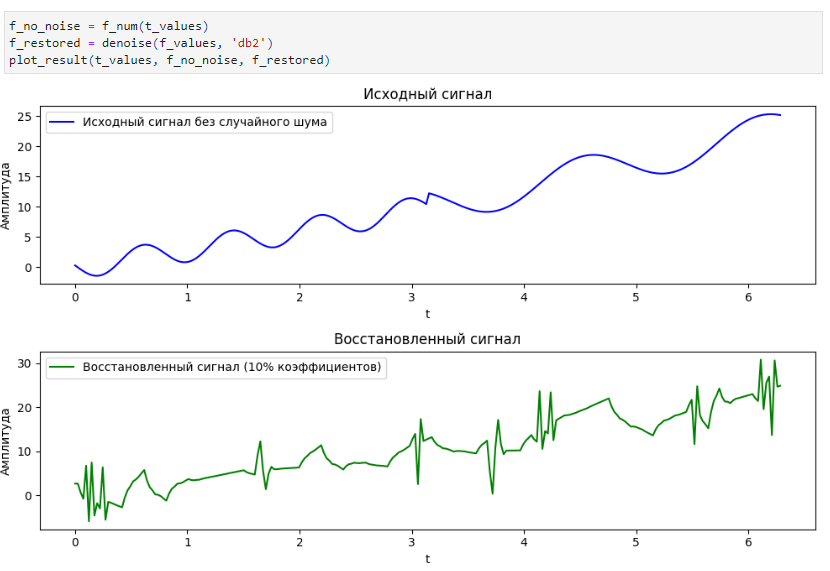 f_no_noise = f_num(t_values)
f_restored = denoise(f_values, 'db2')
plot_result(t_values, f_no_noise, f_restored)
Исходный сигнал
Исходный сигнал без случайного шума
25
20
15
10
5
0
Амплитуда
0 1 2 3 4 5 6
t
Восстановленный сигнал
Восстановленный сигнал (10% коэффициентов)
30
20
10
0
Амплитуда
0 1 2 3 4 5 6
t